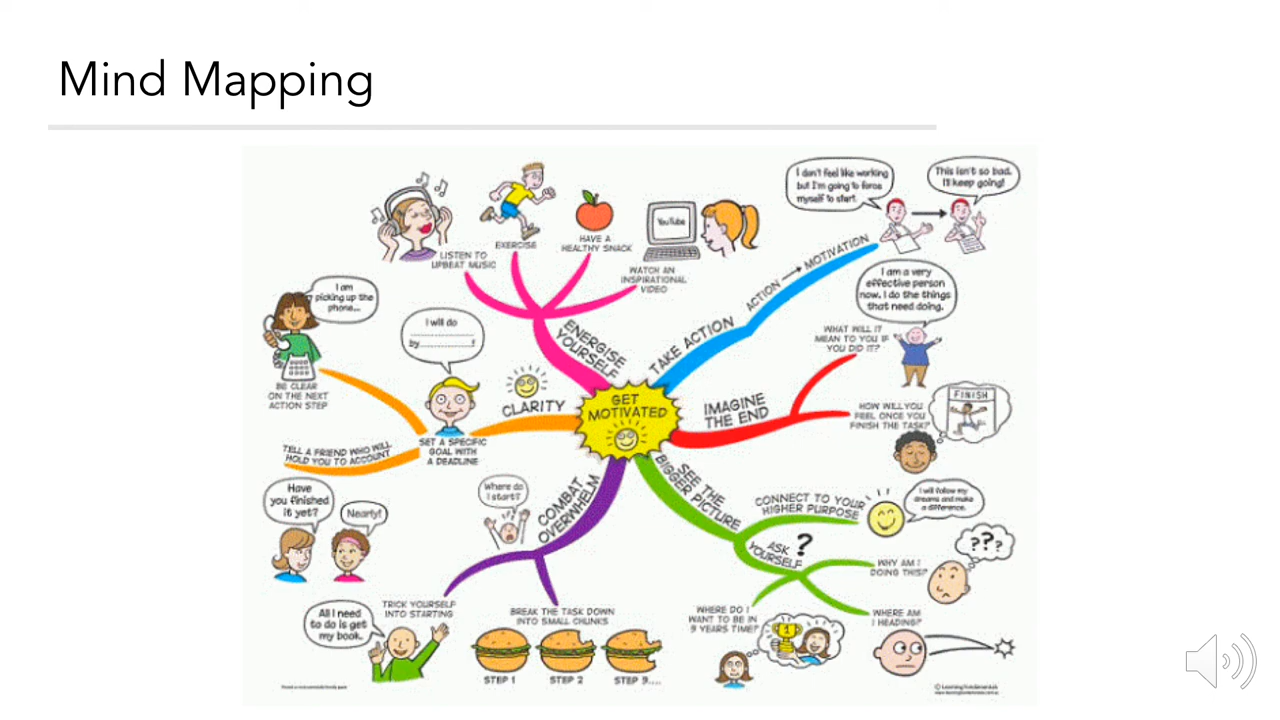 Mind Mapping
I don't feel like working
but I'm going to force
myself to start.
This isn't so bad.
I'll keep going!
YouTube
LISTEN TO
UPBEAT MUSIC
EXERCISE
HAVE A
HEALTHY SNACK
WATCH AN
INSPIRATIONAL
VIDEO
ACTION → MOTIVATION
TAKE ACTION
ENERGISE
YOURSELF
I am
picking up the
phone...
I will do
by !
BE CLEAR
ON THE NEXT
ACTION STEP
CLARITY
SET A SPECIFIC
GOAL WITH
A DEADLINE
TELL A FRIEND WHO WILL
HOLD YOU TO ACCOUNT
Have
you finished
it yet?
Nearly!
GET
MOTIVATED
I am a very
effective person
now. I do the things
that need doing.
WHAT WILL IT
MEAN TO YOU IF
YOU DID IT?
IMAGINE
THE END
HOW WILL YOU
FEEL ONCE YOU
FINISH THE TASK?
FINISH
SEE THE
BIGGER PICTURE
CONNECT TO YOUR
HIGHER PURPOSE
I will follow my
dreams and make
a difference.
ASK
YOURSELF
?
???
WHY AM I
DOING THIS?
WHERE AM
I HEADING?
WHERE DO I
WANT TO BE IN
YEARS TIME?
1
COMBAT
OVERWHELM
Where do
I start?
TRICK YOURSELF
INTO STARTING
All I need
to do is get
my book.
BREAK THE TASK DOWN
INTO SMALL CHUNKS
STEP 1
STEP 2
STEP
© Learning Fundamentals